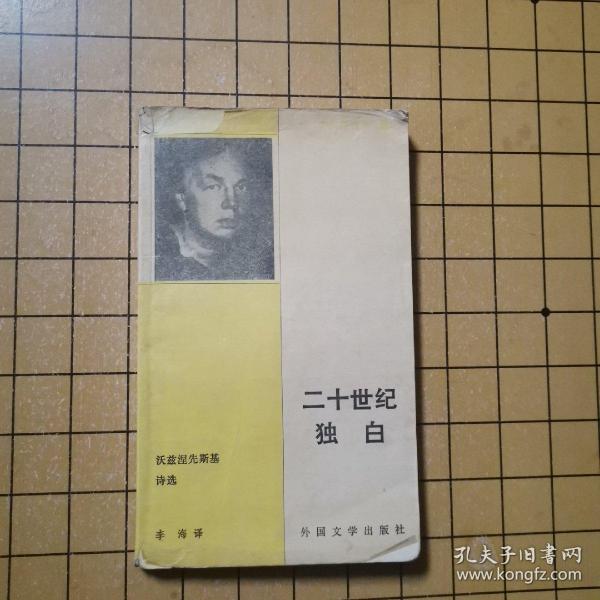 二十世纪
独白
沃兹涅先斯基
诗选
李海译
外国文学出版社
孔夫子旧书网
www.kongfz.com